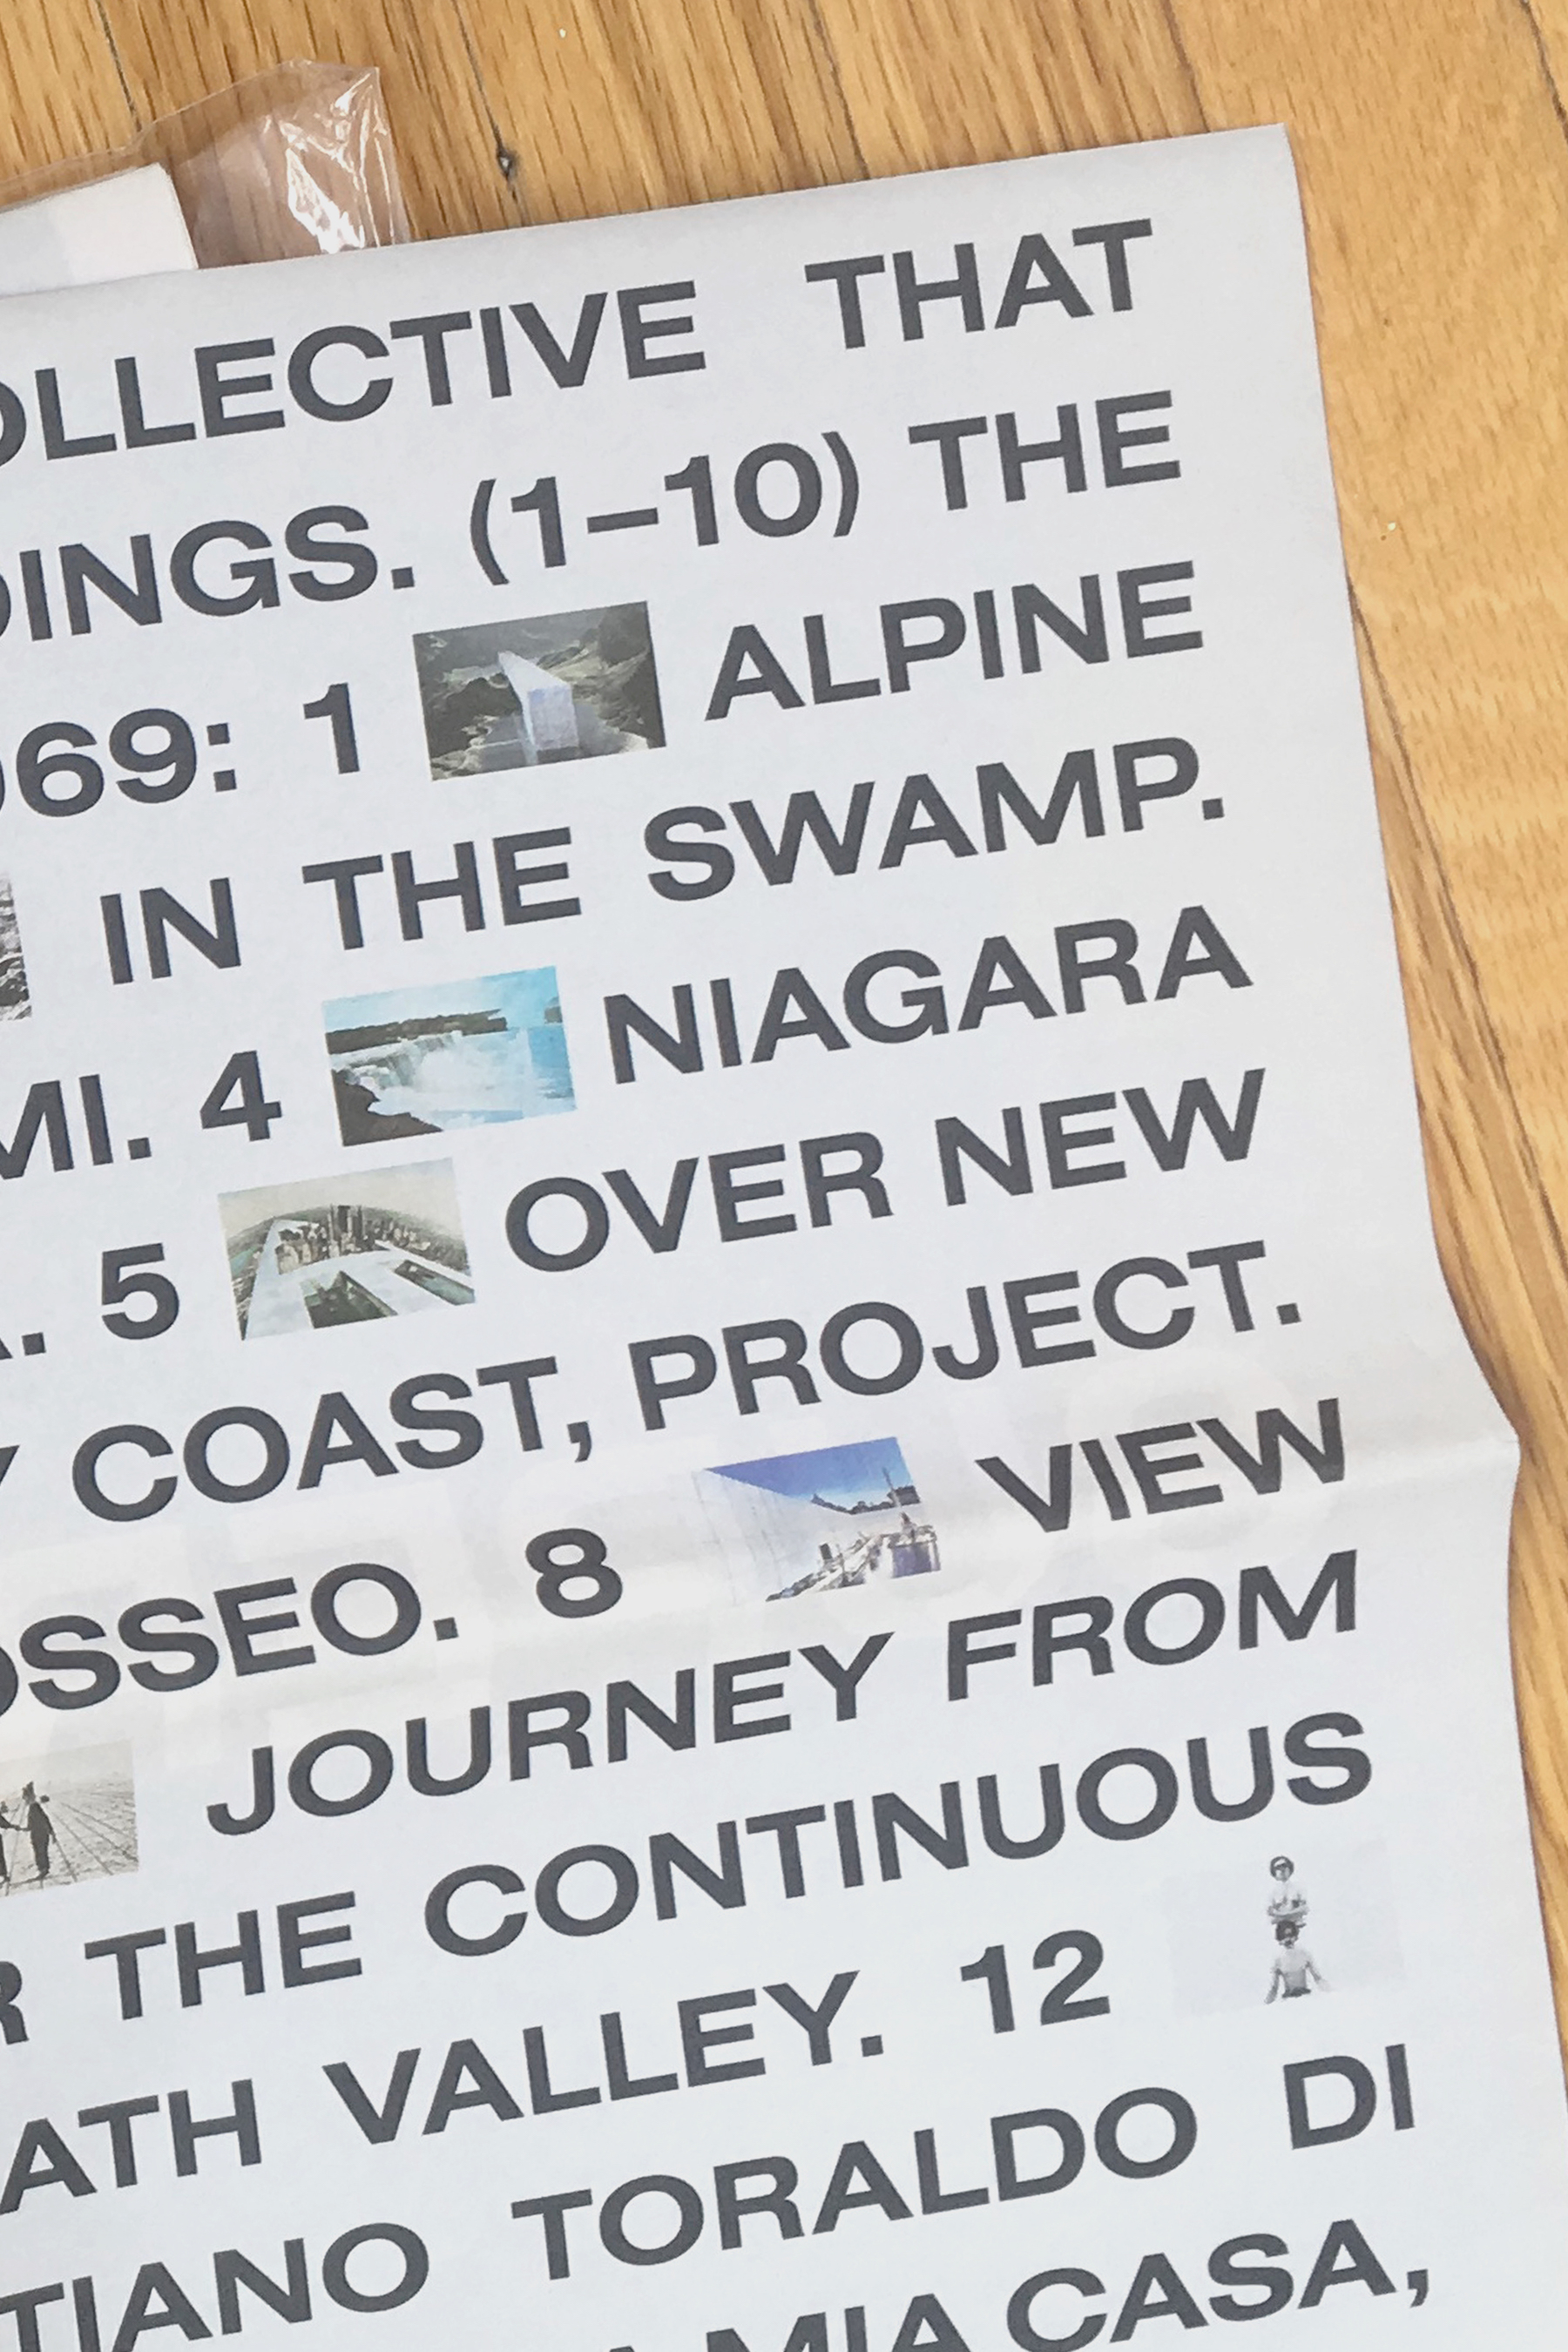 OLLECTIVE THAT
DINGS. (1–10) THE
969: 1 ALPINE
IN THE SWAMP.
MI. 4 NIAGARA
A. 5 OVER NEW
Y COAST, PROJECT.
OSSEO. 8 VIEW
JOURNEY FROM
R THE CONTINUOUS
ATH VALLEY. 12
TIANO TORALDO DI
MIA CASA,